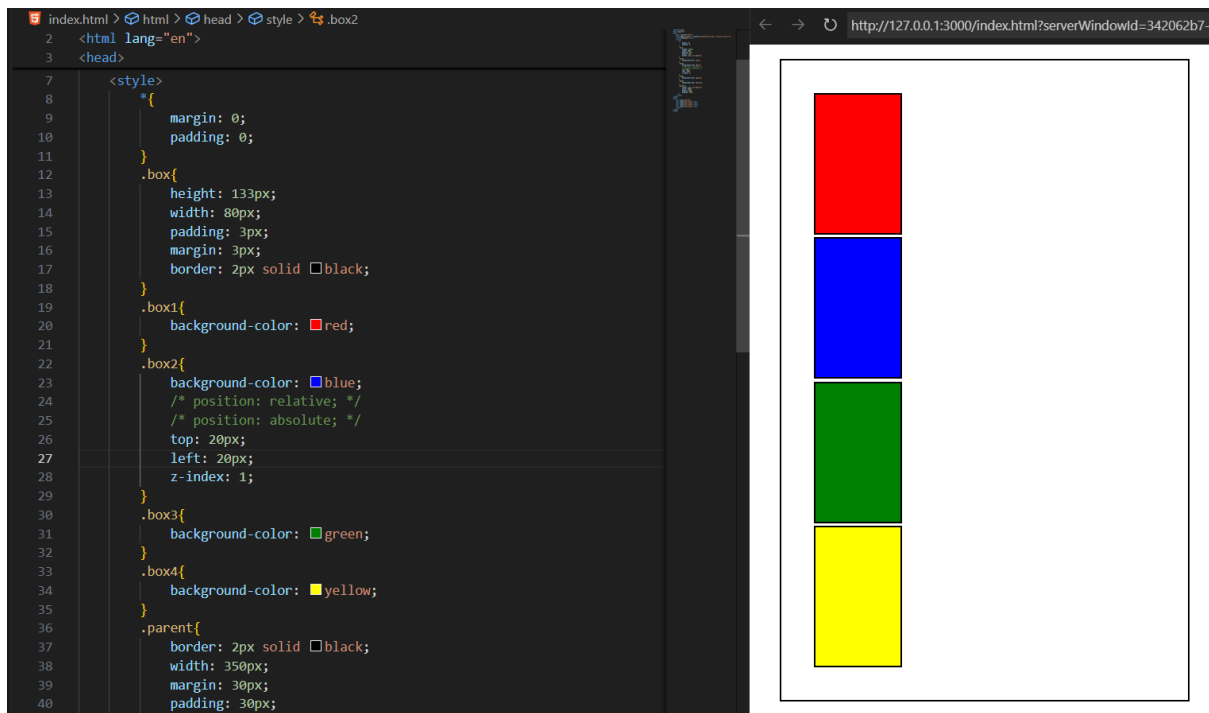 index.html > html > head > style > .box2
2 <html lang="en">
3 <head>
7 <style>
8 *{
9 margin: 0;
10 padding: 0;
11 }
12 .box{
13 height: 133px;
14 width: 80px;
15 padding: 3px;
16 margin: 3px;
17 border: 2px solid black;
18 }
19 .box1{
20 background-color: red;
21 }
22 .box2{
23 background-color: blue;
24 /* position: relative; */
25 /* position: absolute; */
26 top: 20px;
27 left: 20px;
28 z-index: 1;
29 }
30 .box3{
31 background-color: green;
32 }
33 .box4{
34 background-color: yellow;
35 }
36 .parent{
37 border: 2px solid black;
38 width: 350px;
39 margin: 30px;
40 padding: 30px;
http://127.0.0.1:3000/index.html?serverWindowId=342062b7-